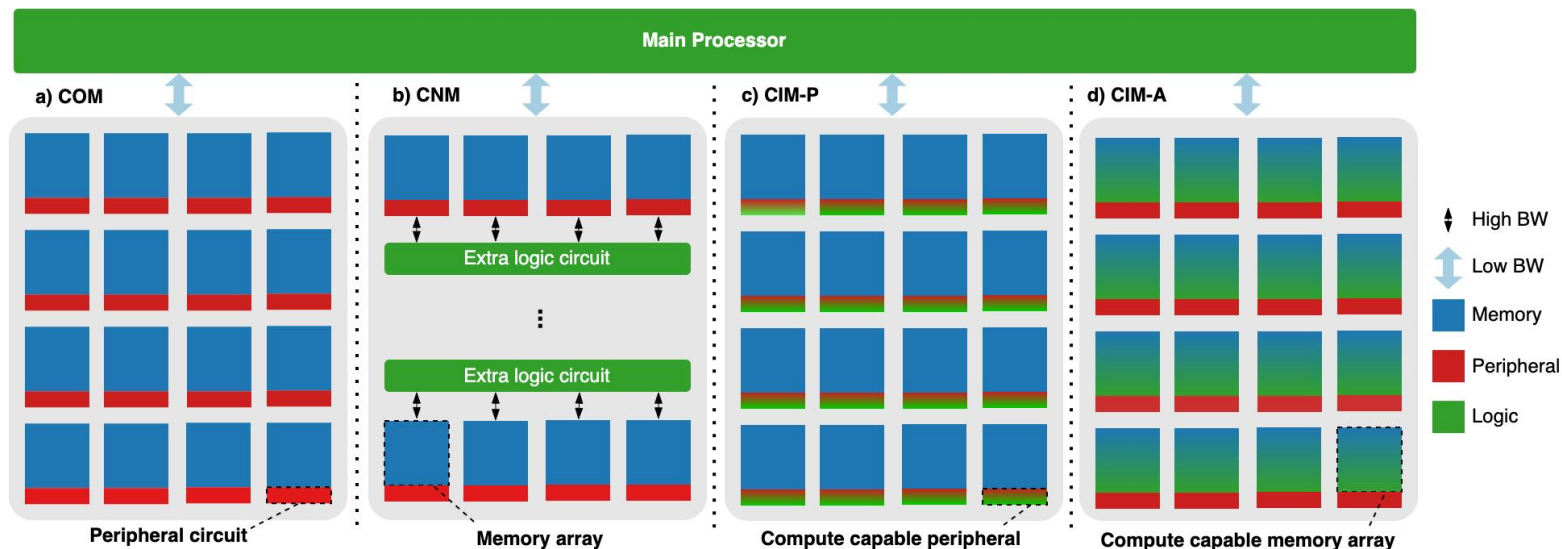 Main Processor
a) COM
b) CNM
c) CIM-P
d) CIM-A
Extra logic circuit
Extra logic circuit
High BW
Low BW
Memory
Peripheral
Logic
Peripheral circuit
Memory array
Compute capable peripheral
Compute capable memory array